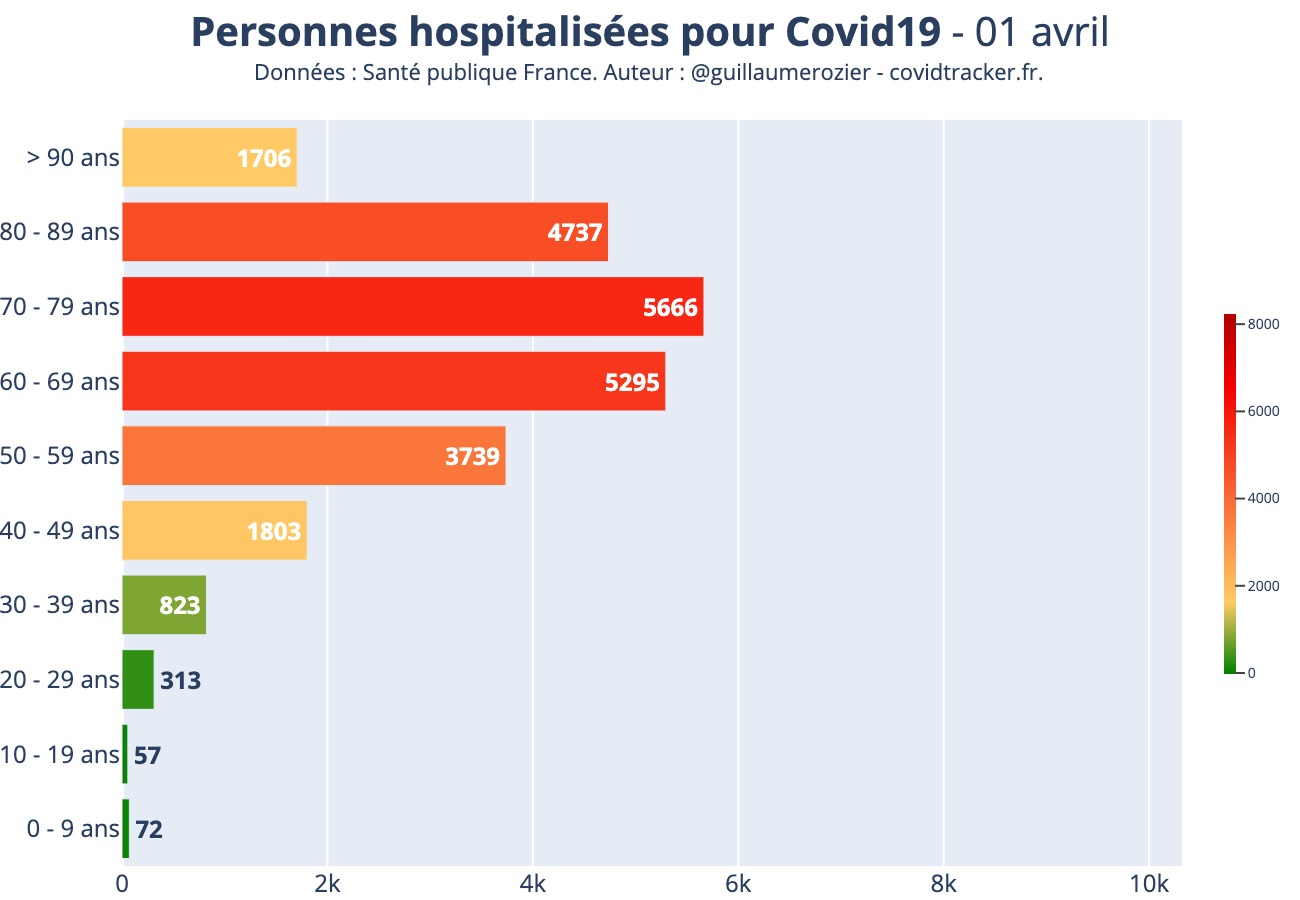 Personnes hospitalisées pour Covid19 - 01 avril
Données : Santé publique France. Auteur : @guillaumerozier - covidtracker.fr.
> 90 ans 1706
80 - 89 ans 4737
70 - 79 ans 5666
60 - 69 ans 5295
50 - 59 ans 3739
40 - 49 ans 1803
30 - 39 ans 823
20 - 29 ans 313
10 - 19 ans 57
0 - 9 ans 72
0 2k 4k 6k 8k 10k
8000
6000
4000
2000
0